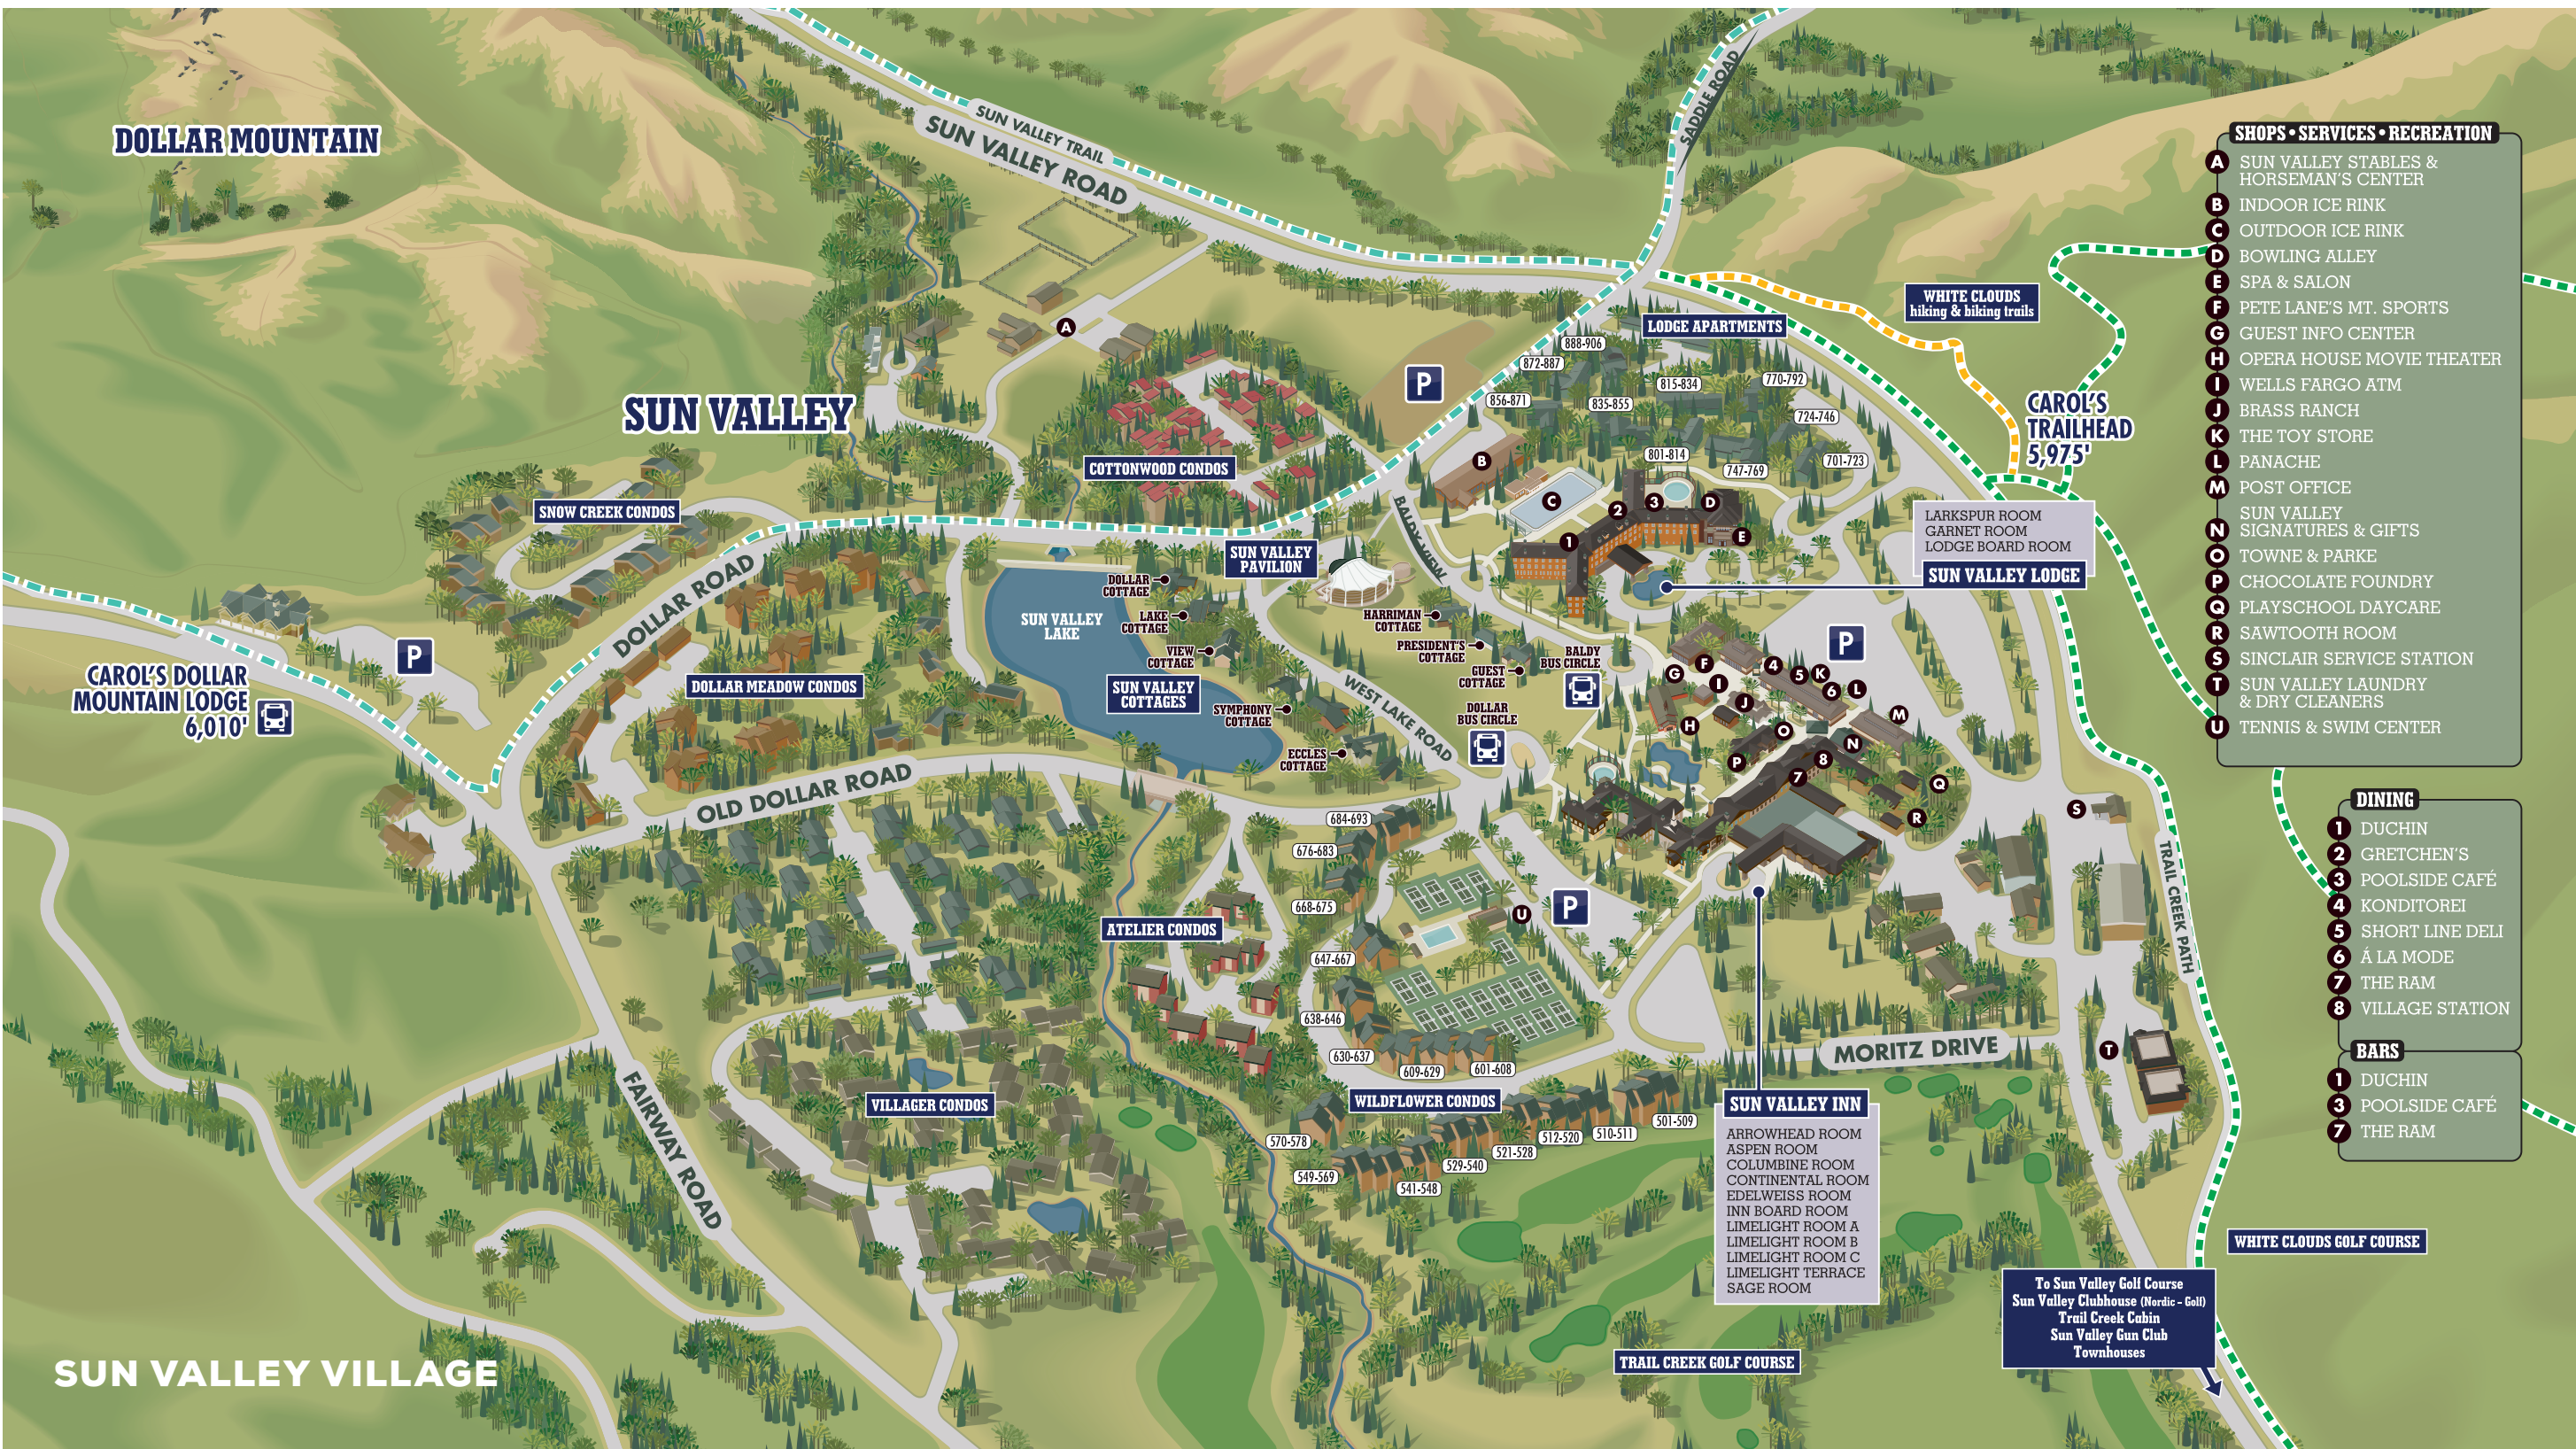 DOLLAR MOUNTAIN
SUN VALLEY TRAIL
SUN VALLEY ROAD
SADDLE ROAD
SUN VALLEY
A
WHITE CLOUDS
hiking & biking trails
LODGE APARTMENTS
888-906
872-887
856-871
815-834
770-792
835-855
724-746
801-814
747-769
701-723
P
CAROL'S
TRAILHEAD
5,975'
COTTONWOOD CONDOS
SNOW CREEK CONDOS
B
C
2
3
D
1
E
BALDY VIEW
LARKSPUR ROOM
GARNET ROOM
LODGE BOARD ROOM
SUN VALLEY LODGE
SUN VALLEY
PAVILION
DOLLAR ROAD
SUN VALLEY
LAKE
DOLLAR
COTTAGE
LAKE
COTTAGE
VIEW
COTTAGE
SUN VALLEY
COTTAGES
SYMPHONY
COTTAGE
ECCLES
COTTAGE
HARRIMAN
COTTAGE
PRESIDENT'S
COTTAGE
GUEST
COTTAGE
BALDY
BUS CIRCLE
DOLLAR
BUS CIRCLE
WEST LAKE ROAD
P
CAROL'S DOLLAR
MOUNTAIN LODGE
6,010'
DOLLAR MEADOW CONDOS
OLD DOLLAR ROAD
P
G
F
I
4
5
K
6
L
J
H
M
O
N
P
8
7
Q
R
S
684-693
676-683
668-675
647-667
638-646
630-637
609-629
601-608
U
P
ATELIER CONDOS
VILLAGER CONDOS
WILDFLOWER CONDOS
570-578
549-569
541-548
529-540
521-528
512-520
510-511
501-509
FAIRWAY ROAD
MORITZ DRIVE
T
TRAIL CREEK PATH
SUN VALLEY INN
ARROWHEAD ROOM
ASPEN ROOM
COLUMBINE ROOM
CONTINENTAL ROOM
EDELWEISS ROOM
INN BOARD ROOM
LIMELIGHT ROOM A
LIMELIGHT ROOM B
LIMELIGHT ROOM C
LIMELIGHT TERRACE
SAGE ROOM
TRAIL CREEK GOLF COURSE
WHITE CLOUDS GOLF COURSE
To Sun Valley Golf Course
Sun Valley Clubhouse (Nordic - Golf)
Trail Creek Cabin
Sun Valley Gun Club
Townhouses
SUN VALLEY VILLAGE
SHOPS • SERVICES • RECREATION
A SUN VALLEY STABLES &
HORSEMAN'S CENTER
B INDOOR ICE RINK
C OUTDOOR ICE RINK
D BOWLING ALLEY
E SPA & SALON
F PETE LANE'S MT. SPORTS
G GUEST INFO CENTER
H OPERA HOUSE MOVIE THEATER
I WELLS FARGO ATM
J BRASS RANCH
K THE TOY STORE
L PANACHE
M POST OFFICE
SUN VALLEY
N SIGNATURES & GIFTS
O TOWNE & PARKE
P CHOCOLATE FOUNDRY
Q PLAYSCHOOL DAYCARE
R SAWTOOTH ROOM
S SINCLAIR SERVICE STATION
T SUN VALLEY LAUNDRY
& DRY CLEANERS
U TENNIS & SWIM CENTER
DINING
1 DUCHIN
2 GRETCHEN'S
3 POOLSIDE CAFÉ
4 KONDITOREI
5 SHORT LINE DELI
6 Á LA MODE
7 THE RAM
8 VILLAGE STATION
BARS
1 DUCHIN
3 POOLSIDE CAFÉ
7 THE RAM